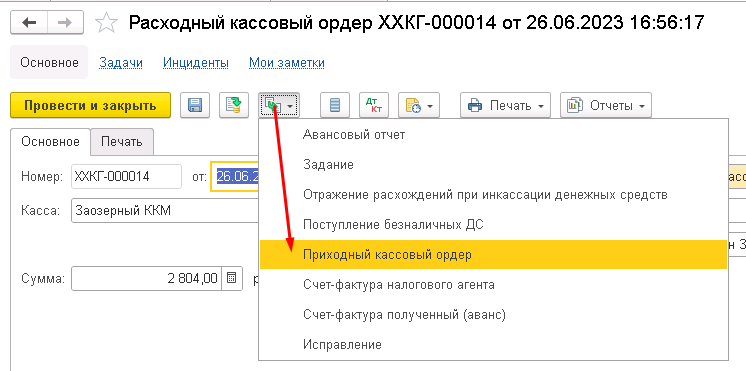 Расходный кассовый ордер ХХКГ-000014 от 26.06.2023 16:56:17
Основное Задачи Инциденты Мои заметки
Провести и закрыть Дт Кт Печать Отчеты
Основное Печать
Авансовый отчет
Задание
Номер: ХХКГ-000014 от: 26.06.2
Отражение расхождений при инкассации денежных средств
Касса: Заозерный ККМ
Поступление безналичных ДС
Приходный кассовый ордер
Сумма: 2 804,00
Счет-фактура налогового агента
Счет-фактура полученный (аванс)
Исправление